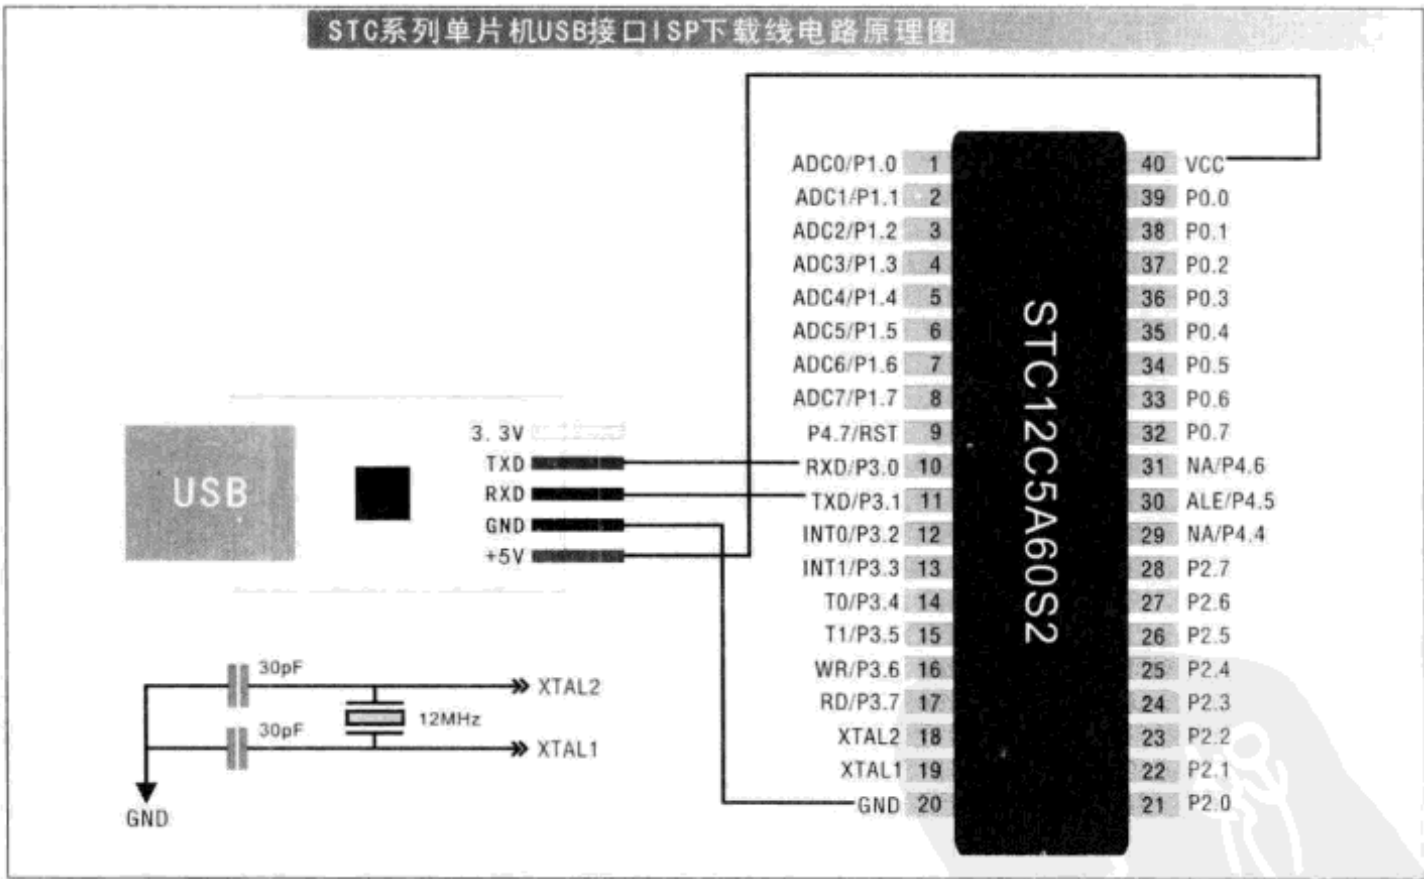 STC系列单片机USB接口ISP下载线电路原理图
ADC0/P1.0 1
ADC1/P1.1 2
ADC2/P1.2 3
ADC3/P1.3 4
ADC4/P1.4 5
ADC5/P1.5 6
ADC6/P1.6 7
ADC7/P1.7 8
P4.7/RST 9
RXD/P3.0 10
TXD/P3.1 11
INT0/P3.2 12
INT1/P3.3 13
T0/P3.4 14
T1/P3.5 15
WR/P3.6 16
RD/P3.7 17
XTAL2 18
XTAL1 19
GND 20
STC12C5A60S2
40 VCC
39 P0.0
38 P0.1
37 P0.2
36 P0.3
35 P0.4
34 P0.5
33 P0.6
32 P0.7
31 NA/P4.6
30 ALE/P4.5
29 NA/P4.4
28 P2.7
27 P2.6
26 P2.5
25 P2.4
24 P2.3
23 P2.2
22 P2.1
21 P2.0
USB
3.3V
TXD
RXD
GND
+5V
30pF
XTAL2
12MHz
30pF
XTAL1
GND